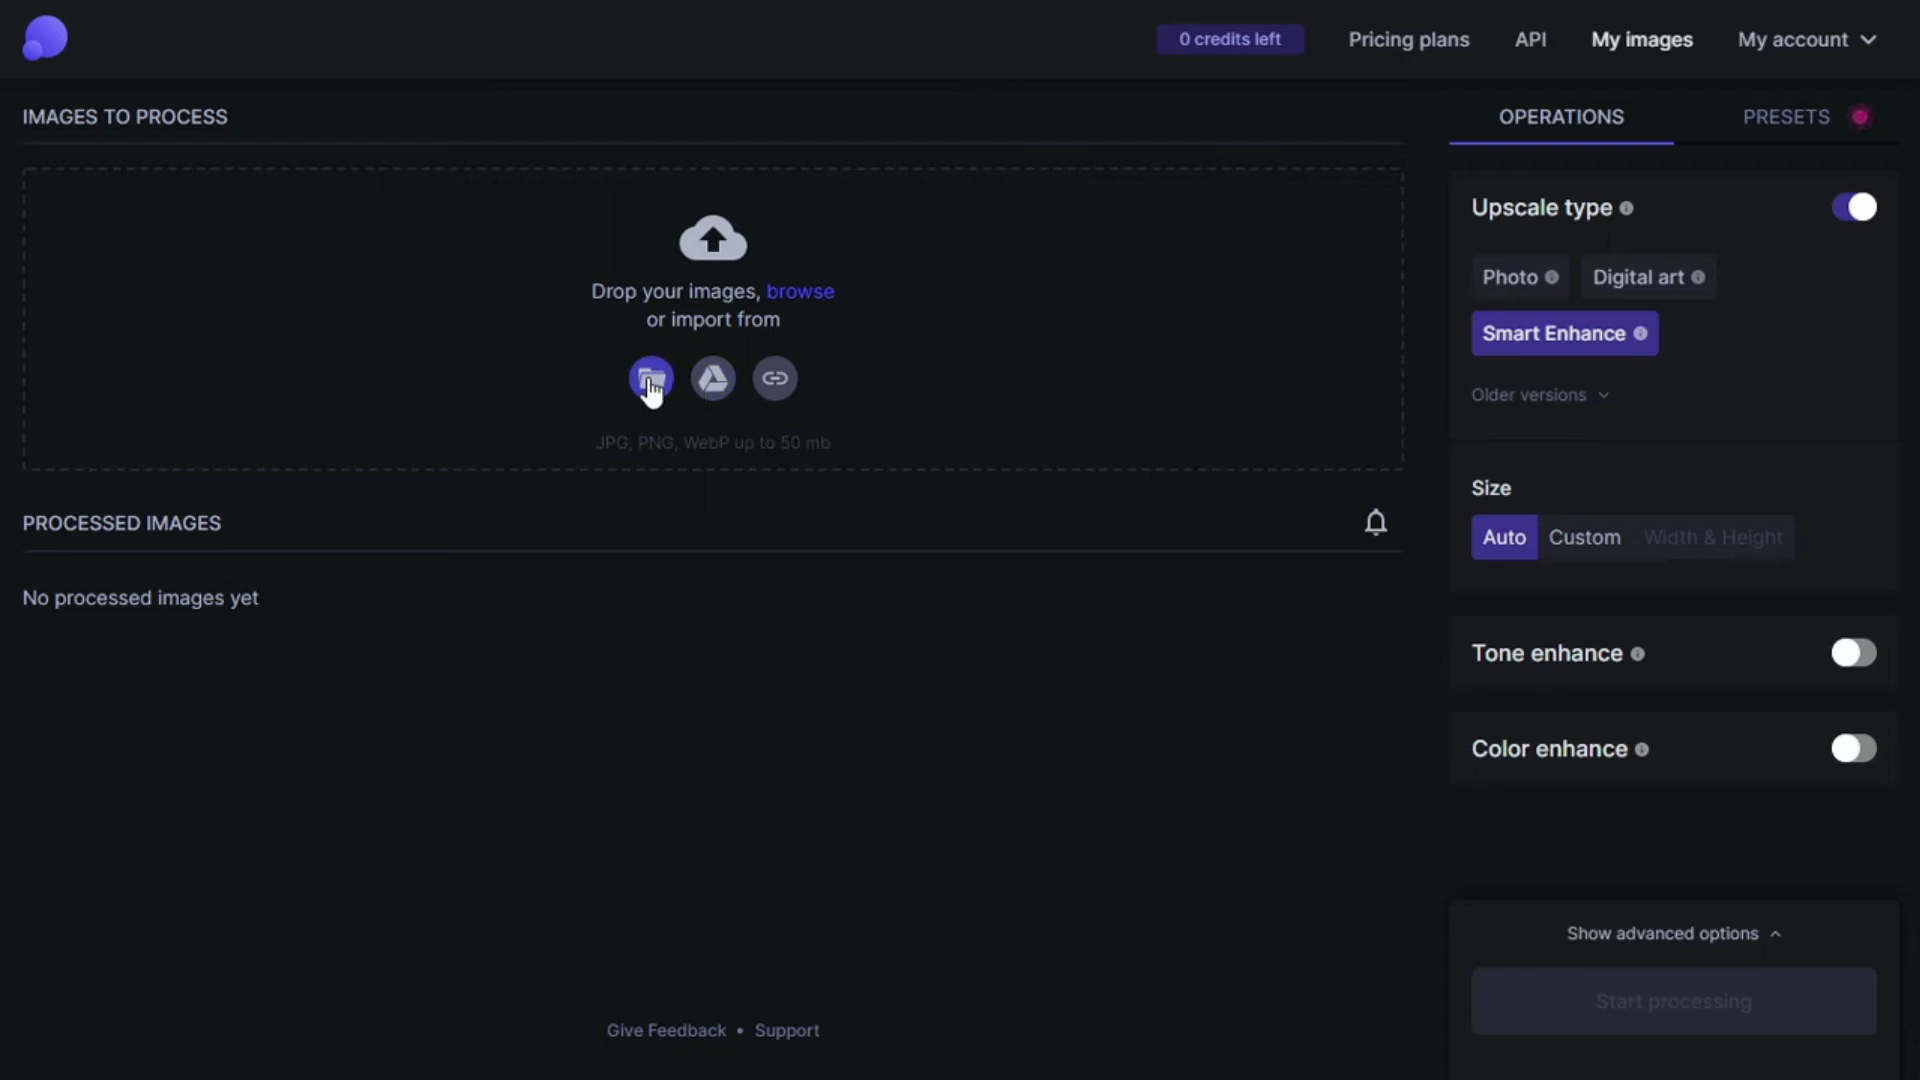 0 credits left
Pricing plans
API
My images
My account
IMAGES TO PROCESS
OPERATIONS
PRESETS
Drop your images, browse
or import from
JPG, PNG, WebP up to 50 mb
Upscale type
Photo
Digital art
Smart Enhance
Older versions
Size
Auto
Custom
Width & Height
PROCESSED IMAGES
No processed images yet
Tone enhance
Color enhance
Show advanced options
Start processing
Give Feedback • Support